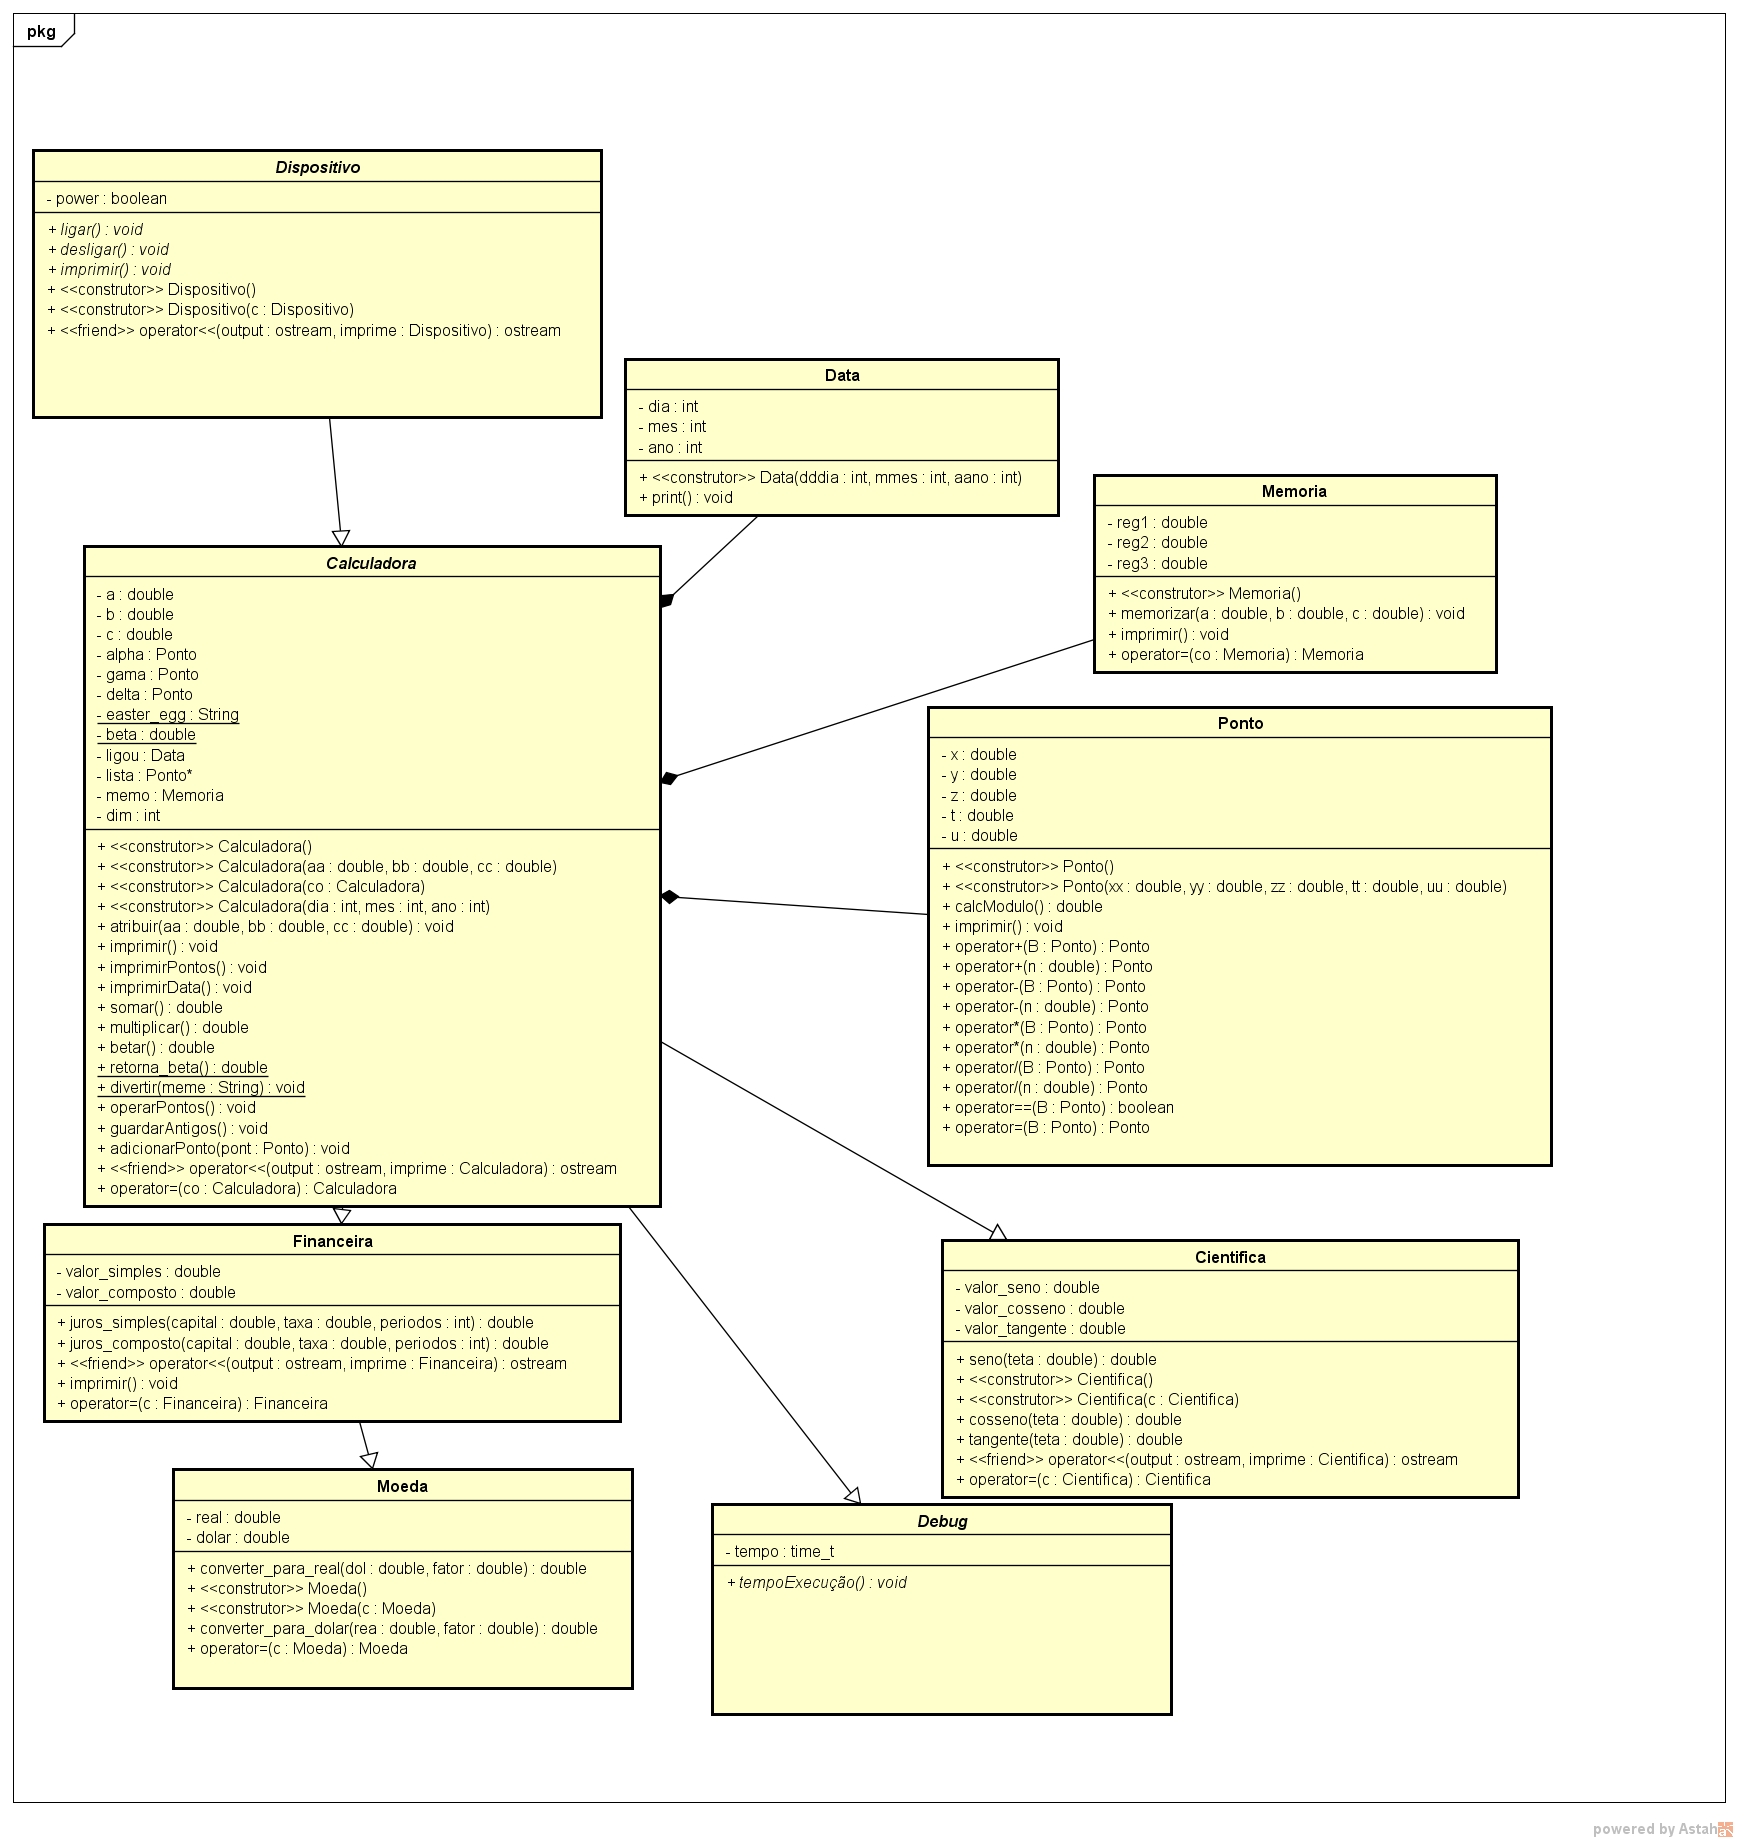 pkg
Dispositivo
- power : boolean
+ ligar() : void
+ desligar() : void
+ imprimir() : void
+ <<construtor>> Dispositivo()
+ <<construtor>> Dispositivo(c : Dispositivo)
+ <<friend>> operator<<(output : ostream, imprime : Dispositivo) : ostream
Data
- dia : int
- mes : int
- ano : int
+ <<construtor>> Data(dddia : int, mmes : int, aano : int)
+ print() : void
Memoria
- reg1 : double
- reg2 : double
- reg3 : double
+ <<construtor>> Memoria()
+ memorizar(a : double, b : double, c : double) : void
+ imprimir() : void
+ operator=(co : Memoria) : Memoria
Calculadora
- a : double
- b : double
- c : double
- alpha : Ponto
- gama : Ponto
- delta : Ponto
- easter_egg : String
- beta : double
- ligou : Data
- lista : Ponto*
- memo : Memoria
- dim : int
+ <<construtor>> Calculadora()
+ <<construtor>> Calculadora(aa : double, bb : double, cc : double)
+ <<construtor>> Calculadora(co : Calculadora)
+ <<construtor>> Calculadora(dia : int, mes : int, ano : int)
+ atribuir(aa : double, bb : double, cc : double) : void
+ imprimir() : void
+ imprimirPontos() : void
+ imprimirData() : void
+ somar() : double
+ multiplicar() : double
+ betar() : double
+ retorna_beta() : double
+ divertir(meme : String) : void
+ operarPontos() : void
+ guardarAntigos() : void
+ adicionarPonto(pont : Ponto) : void
+ <<friend>> operator<<(output : ostream, imprime : Calculadora) : ostream
+ operator=(co : Calculadora) : Calculadora
Ponto
- x : double
- y : double
- z : double
- t : double
- u : double
+ <<construtor>> Ponto()
+ <<construtor>> Ponto(xx : double, yy : double, zz : double, tt : double, uu : double)
+ calcModulo() : double
+ imprimir() : void
+ operator+(B : Ponto) : Ponto
+ operator+(n : double) : Ponto
+ operator-(B : Ponto) : Ponto
+ operator-(n : double) : Ponto
+ operator*(B : Ponto) : Ponto
+ operator*(n : double) : Ponto
+ operator/(B : Ponto) : Ponto
+ operator/(n : double) : Ponto
+ operator==(B : Ponto) : boolean
+ operator=(B : Ponto) : Ponto
Financeira
- valor_simples : double
- valor_composto : double
+ juros_simples(capital : double, taxa : double, periodos : int) : double
+ juros_composto(capital : double, taxa : double, periodos : int) : double
+ <<friend>> operator<<(output : ostream, imprime : Financeira) : ostream
+ imprimir() : void
+ operator=(c : Financeira) : Financeira
Cientifica
- valor_seno : double
- valor_cosseno : double
- valor_tangente : double
+ seno(teta : double) : double
+ <<construtor>> Cientifica()
+ <<construtor>> Cientifica(c : Cientifica)
+ cosseno(teta : double) : double
+ tangente(teta : double) : double
+ <<friend>> operator<<(output : ostream, imprime : Cientifica) : ostream
+ operator=(c : Cientifica) : Cientifica
Moeda
- real : double
- dolar : double
+ converter_para_real(dol : double, fator : double) : double
+ <<construtor>> Moeda()
+ <<construtor>> Moeda(c : Moeda)
+ converter_para_dolar(rea : double, fator : double) : double
+ operator=(c : Moeda) : Moeda
Debug
- tempo : time_t
+ tempoExecução() : void
powered by Astah